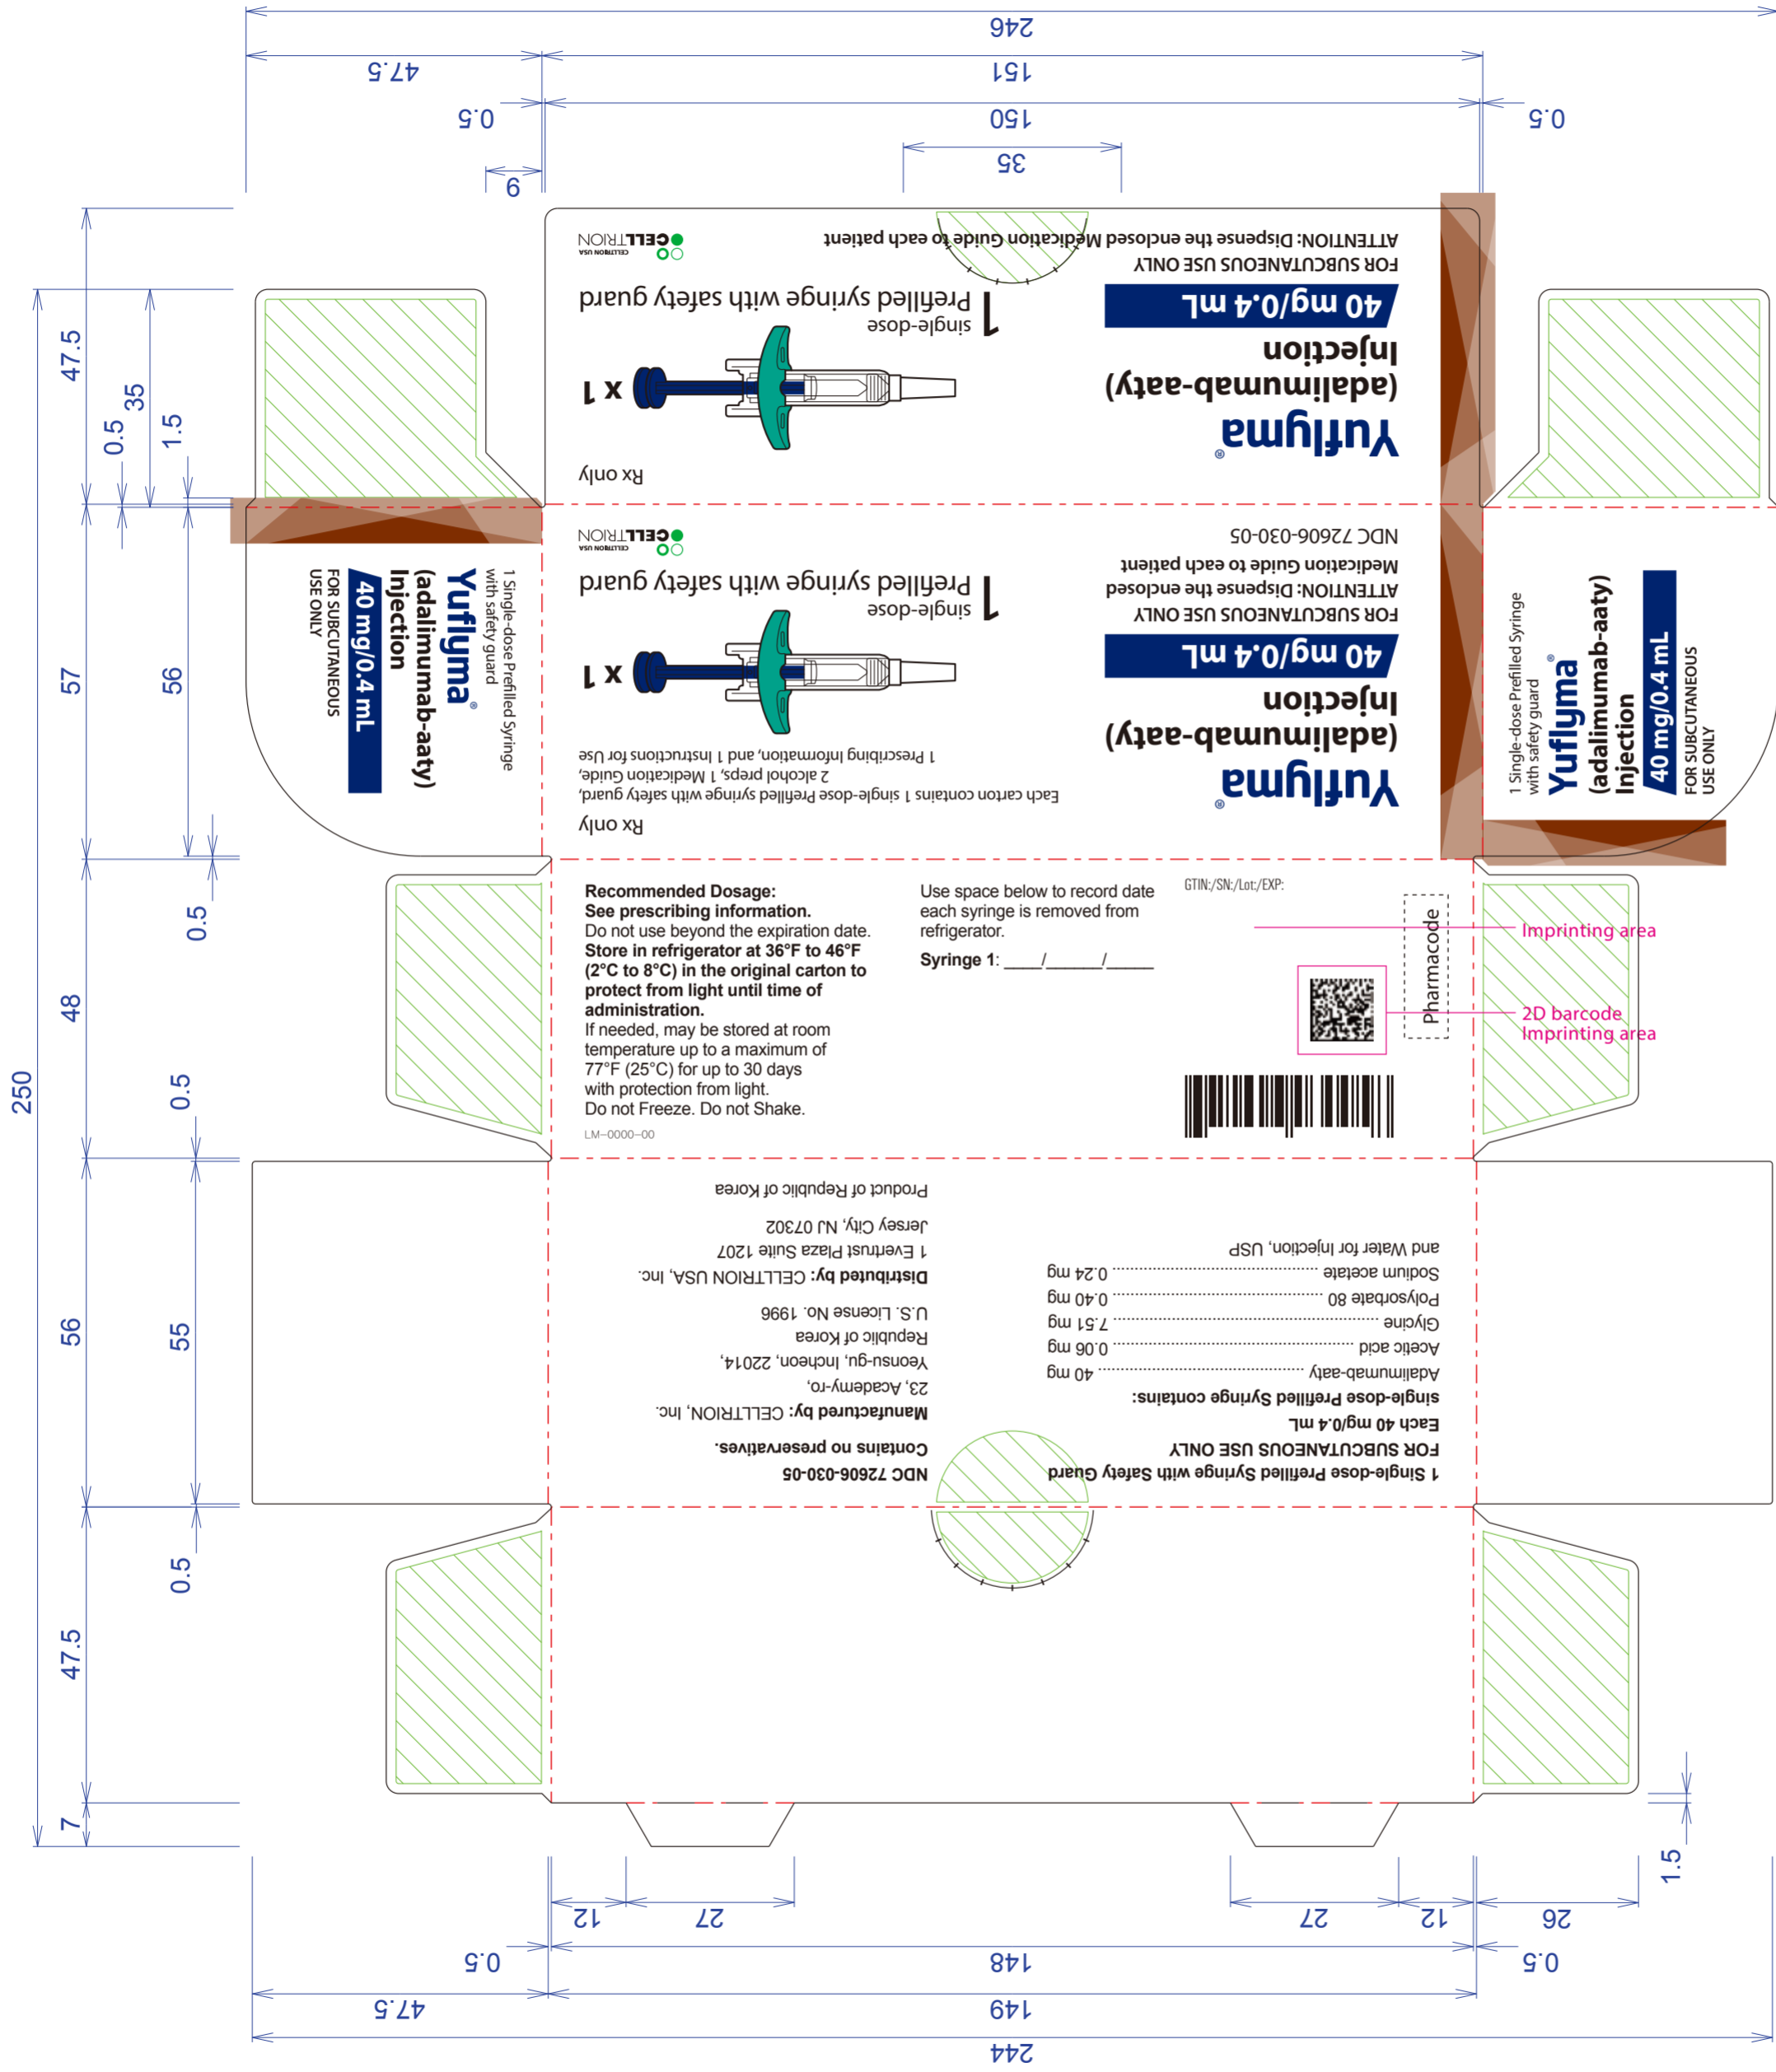 246
47.5
151
0.5
150
0.5
35
9
47.5
0.5
35
1.5
57
56
0.5
48
250
0.5
56
55
0.5
47.5
7
ATTENTION: Dispense the enclosed Medication Guide to each patient
FOR SUBCUTANEOUS USE ONLY
40 mg/0.4 mL
Injection
(adalimumab-aaty)
Yuflyma®
CELLTRION USA
CELLTRION
1 single-dose
Prefilled syringe with safety guard
x 1
Rx only
Yuflyma®
(adalimumab-aaty)
Injection
40 mg/0.4 mL
FOR SUBCUTANEOUS USE ONLY
ATTENTION: Dispense the enclosed
Medication Guide to each patient
NDC 72606-030-05
Rx only
Each carton contains 1 single-dose Prefilled syringe with safety guard,
2 alcohol preps, 1 Medication Guide,
1 Prescribing Information, and 1 Instructions for Use
x 1
1 single-dose
Prefilled syringe with safety guard
CELLTRION USA
CELLTRION
1 Single-dose Prefilled Syringe
with safety guard
Yuflyma®
(adalimumab-aaty)
Injection
40 mg/0.4 mL
FOR SUBCUTANEOUS
USE ONLY
1 Single-dose Prefilled Syringe
with safety guard
Yuflyma®
(adalimumab-aaty)
Injection
40 mg/0.4 mL
FOR SUBCUTANEOUS
USE ONLY
Recommended Dosage:
See prescribing information.
Do not use beyond the expiration date.
Store in refrigerator at 36°F to 46°F
(2°C to 8°C) in the original carton to
protect from light until time of
administration.
If needed, may be stored at room
temperature up to a maximum of
77°F (25°C) for up to 30 days
with protection from light.
Do not Freeze. Do not Shake.
LM-0000-00
Use space below to record date
each syringe is removed from
refrigerator.
Syringe 1: ____/______/_____
GTIN:/SN:/Lot:/EXP:
Pharmacode
Imprinting area
2D barcode
Imprinting area
1 Single-dose Prefilled Syringe with Safety Guard
FOR SUBCUTANEOUS USE ONLY
Each 40 mg/0.4 mL
single-dose Prefilled Syringe contains:
Adalimumab-aaty .......... 40 mg
Acetic acid .......... 0.06 mg
Glycine .......... 7.51 mg
Polysorbate 80 .......... 0.40 mg
Sodium acetate .......... 0.24 mg
and Water for Injection, USP
NDC 72606-030-05
Contains no preservatives.
Manufactured by: CELLTRION, Inc.
23, Academy-ro,
Yeonsu-gu, Incheon, 22014,
Republic of Korea
U.S. License No. 1996
Distributed by: CELLTRION USA, Inc.
1 Evertrust Plaza Suite 1207
Jersey City, NJ 07302
Product of Republic of Korea
1.5
12
27
27
12
26
0.5
148
0.5
47.5
149
244